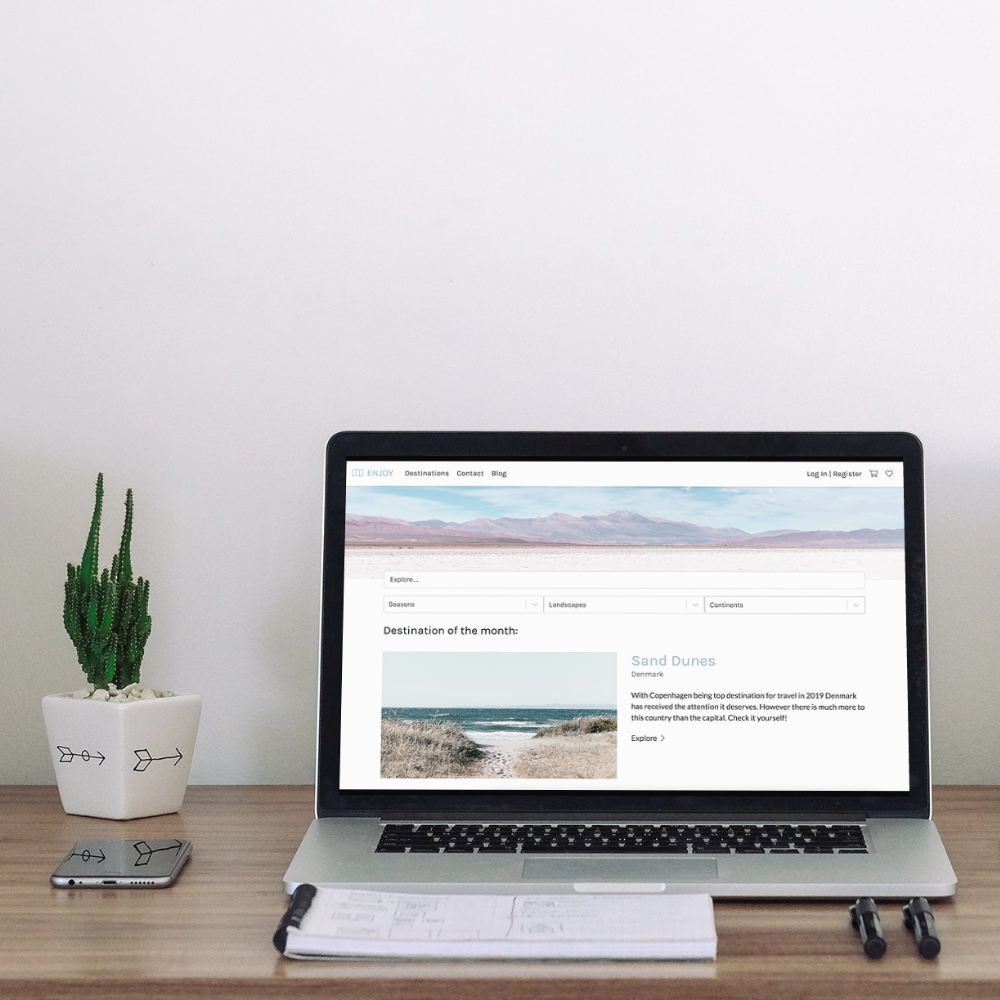 ENJOY Destinations Contact Blog Log In | Register
Explore...
Seasons Landscapes Continents
Destination of the month:
Sand Dunes
Denmark
With Copenhagen being top destination for travel in 2019 Denmark
has received the attention it deserves. However there is much more to
this country than the capital. Check it yourself!
Explore